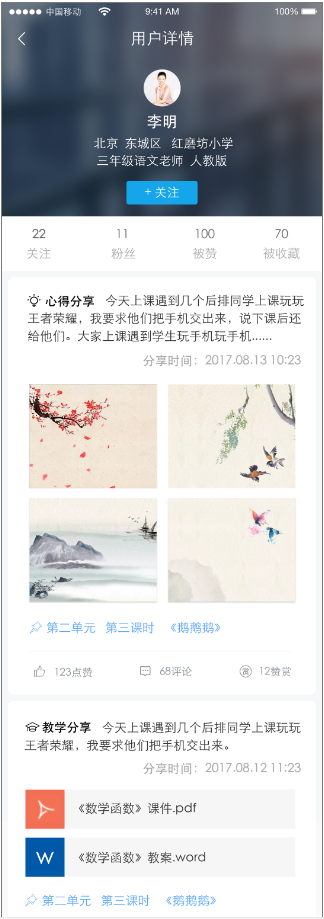 中国移动 9:41 AM 100%
用户详情
李明
北京 东城区 红磨坊小学
三年级语文老师 人教版
+ 关注
22 11 100 70
关注 粉丝 被赞 被收藏
心得分享 今天上课遇到几个后排同学上课玩玩
王者荣耀，我要求他们把手机交出来，说下课后还
给他们。大家上课遇到学生玩手机玩手机......
分享时间：2017.08.13 10:23
第二单元 第三课时 《鹅鹅鹅》
123点赞 68评论 赏 12赞赏
教学分享 今天上课遇到几个后排同学上课玩玩
王者荣耀，我要求他们把手机交出来。
分享时间：2017.08.12 11:23
《数学函数》课件.pdf
W 《数学函数》教案.word
第二单元 第三课时 《鹅鹅鹅》